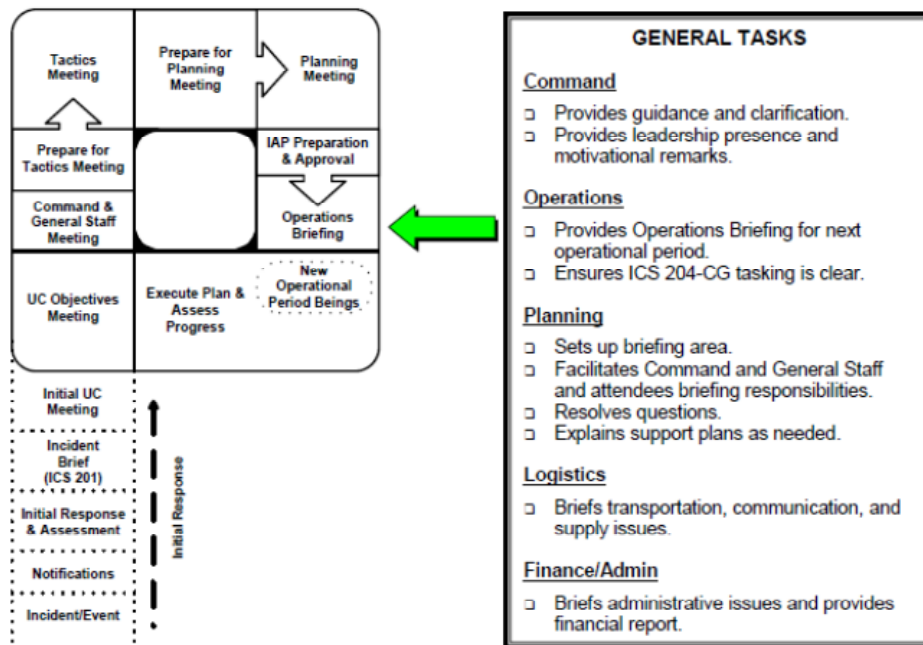 Tactics
Meeting
Prepare for
Planning
Meeting
Planning
Meeting
Prepare for
Tactics Meeting
IAP Preparation
& Approval
Command &
General Staff
Meeting
Operations
Briefing
UC Objectives
Meeting
Execute Plan &
Assess
Progress
New
Operational
Period Beings
Initial UC
Meeting
Incident
Brief
(ICS 201)
Initial Response
& Assessment
Notifications
Incident/Event
Initial Response
GENERAL TASKS
Command
❑ Provides guidance and clarification.
❑ Provides leadership presence and
motivational remarks.
Operations
❑ Provides Operations Briefing for next
operational period.
❑ Ensures ICS 204-CG tasking is clear.
Planning
❑ Sets up briefing area.
❑ Facilitates Command and General Staff
and attendees briefing responsibilities.
❑ Resolves questions.
❑ Explains support plans as needed.
Logistics
❑ Briefs transportation, communication, and
supply issues.
Finance/Admin
❑ Briefs administrative issues and provides
financial report.